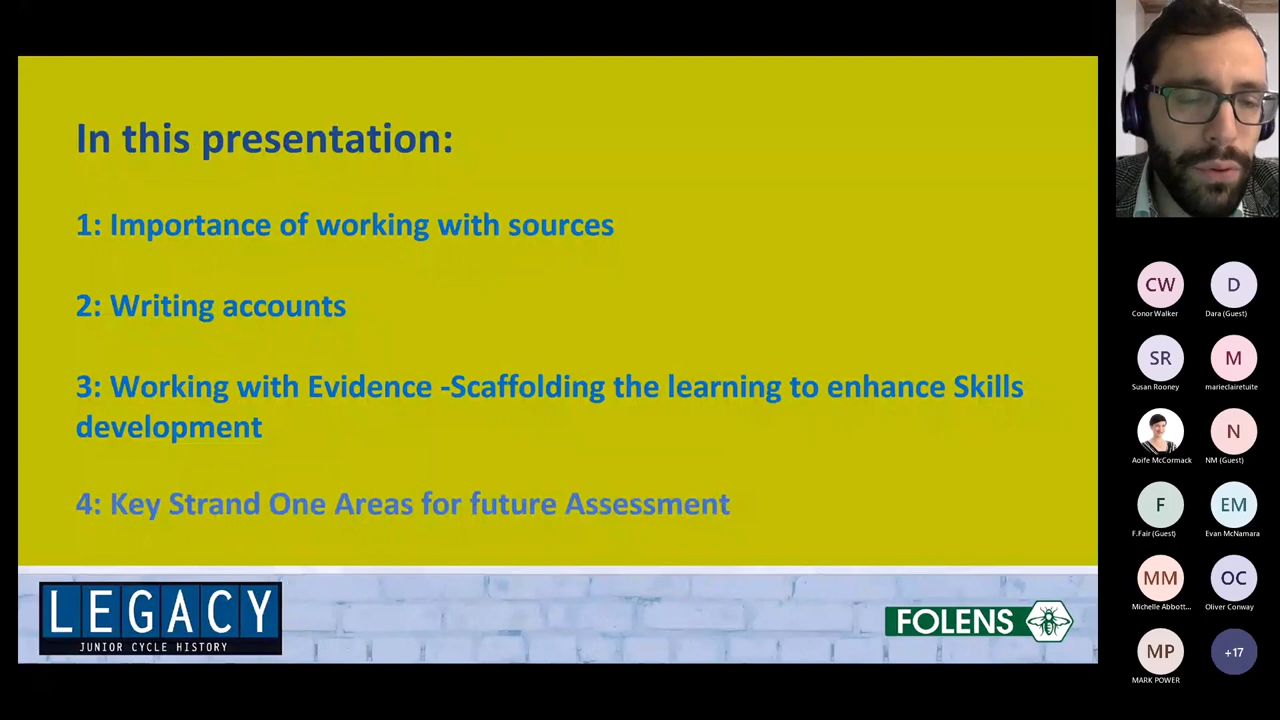 In this presentation:
1: Importance of working with sources
2: Writing accounts
3: Working with Evidence -Scaffolding the learning to enhance Skills
development
4: Key Strand One Areas for future Assessment
LEGACY
JUNIOR CYCLE HISTORY
FOLENS
CW
D
Conor Walker
Dara (Guest)
SR
M
Susan Rooney
marieclairetuite
N
Aoife McCormack
NM (Guest)
F
EM
F.Fair (Guest)
Evan McNamara
MM
OC
Michelle Abbott...
Oliver Conway
MP
+17
MARK POWER